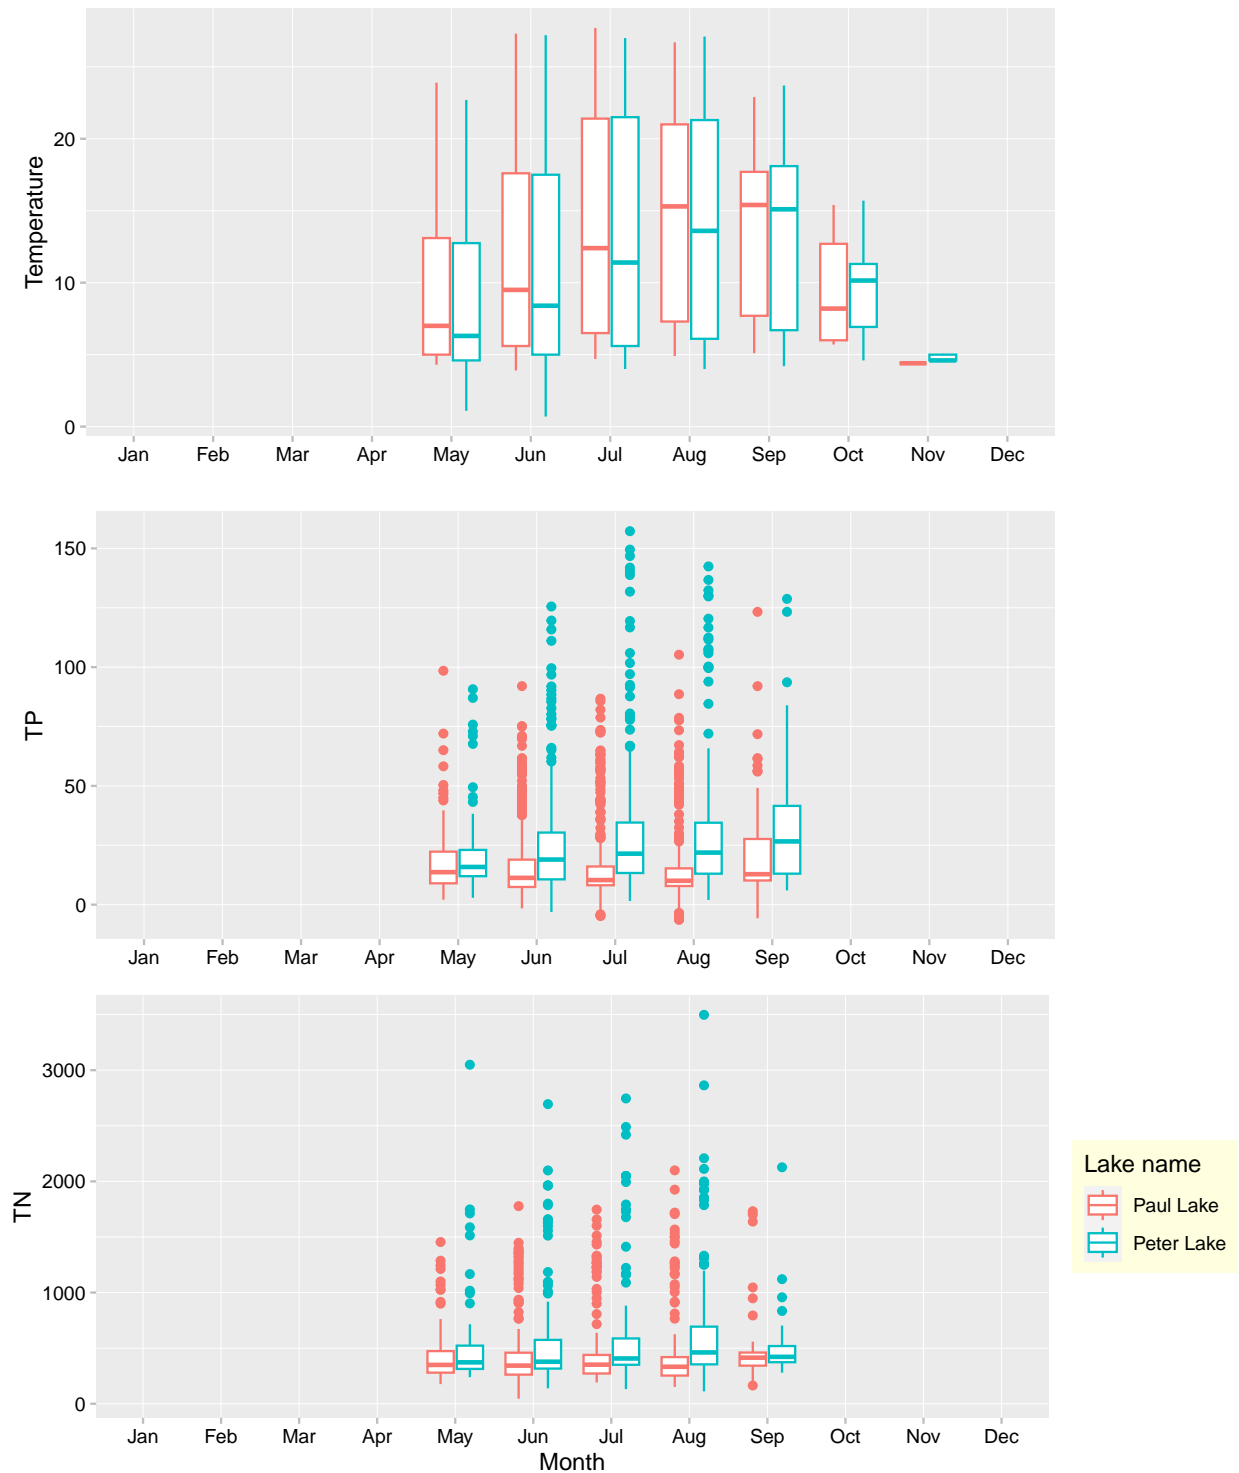 Temperature
20
10
0
Jan Feb Mar Apr May Jun Jul Aug Sep Oct Nov Dec
TP
150
100
50
0
Jan Feb Mar Apr May Jun Jul Aug Sep Oct Nov Dec
TN
3000
2000
1000
0
Jan Feb Mar Apr May Jun Jul Aug Sep Oct Nov Dec
Month
Lake name
Paul Lake
Peter Lake